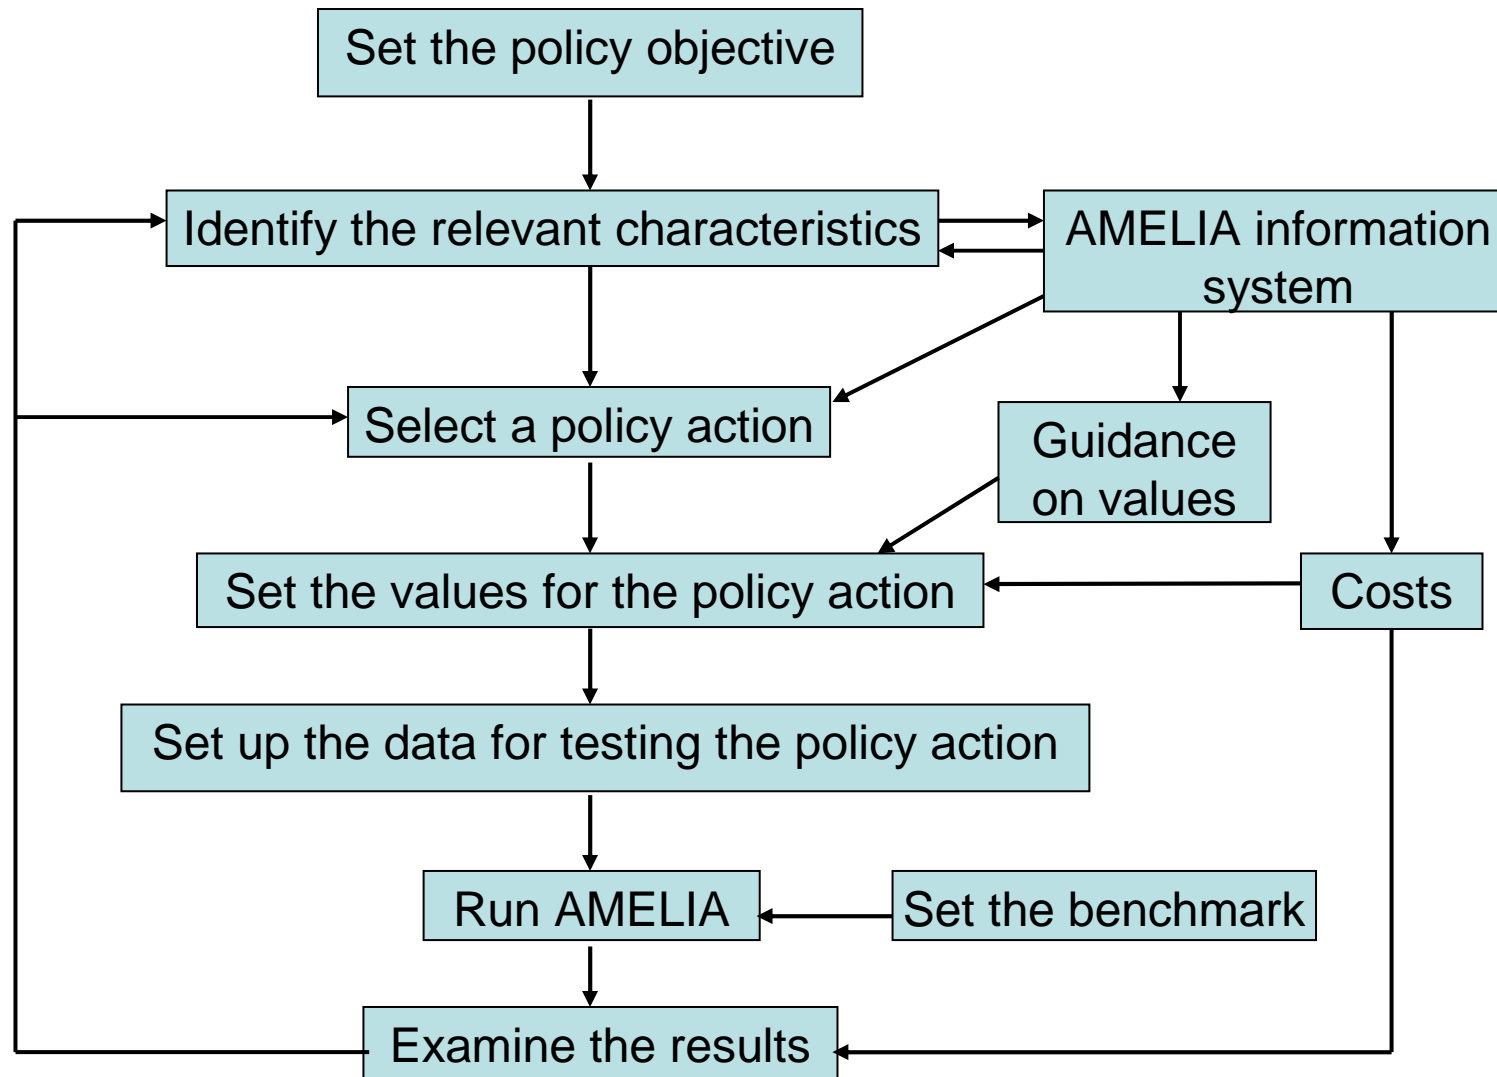 Set the policy objective
Identify the relevant characteristics
AMELIA information
system
Select a policy action
Guidance
on values
Set the values for the policy action
Costs
Set up the data for testing the policy action
Run AMELIA
Set the benchmark
Examine the results